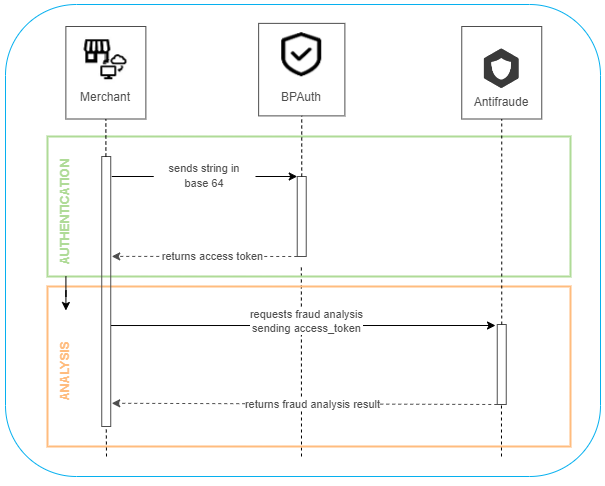 Merchant
BPAuth
Antifraude
AUTHENTICATION
sends string in
base 64
returns access token
ANALYSIS
requests fraud analysis
sending access_token
returns fraud analysis result